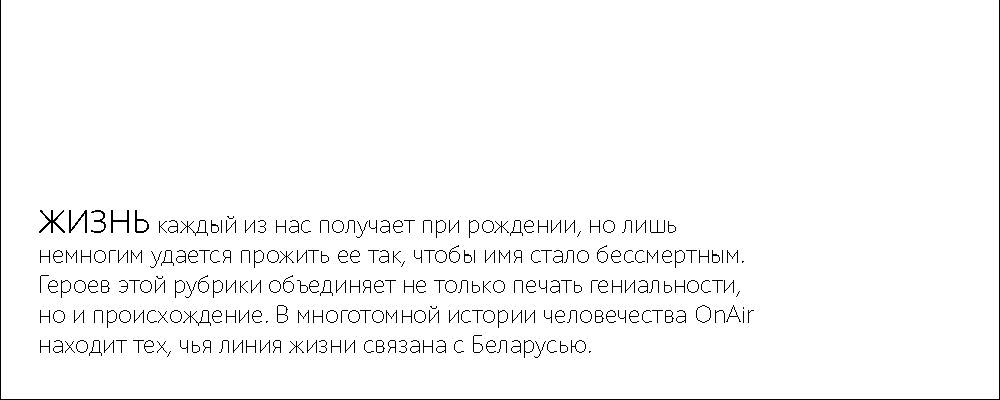 ЖИЗНЬ каждый из нас получает при рождении, но лишь
немногим удается прожить ее так, чтобы имя стало бессмертным.
Героев этой рубрики объединяет не только печать гениальности,
но и происхождение. В многотомной истории человечества OnAir
находит тех, чья линия жизни связана с Беларусью.